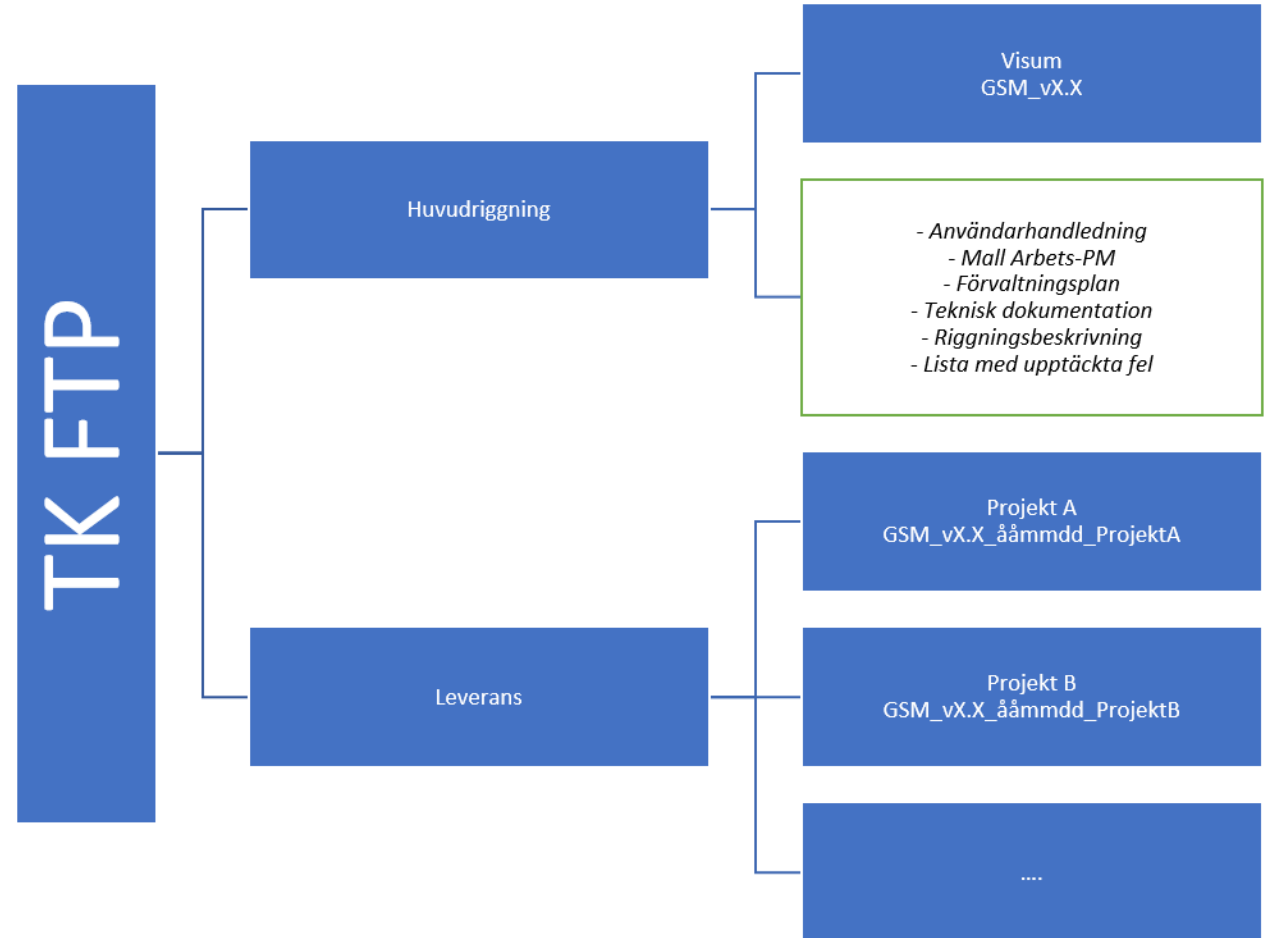 TK FTP
Huvudriggning
Visum
GSM_vX.X
- Användarhandledning
- Mall Arbets-PM
- Förvaltningsplan
- Teknisk dokumentation
- Riggningsbeskrivning
- Lista med upptäckta fel
Leverans
Projekt A
GSM_vX.X_ååmmdd_ProjektA
Projekt B
GSM_vX.X_ååmmdd_ProjektB
....